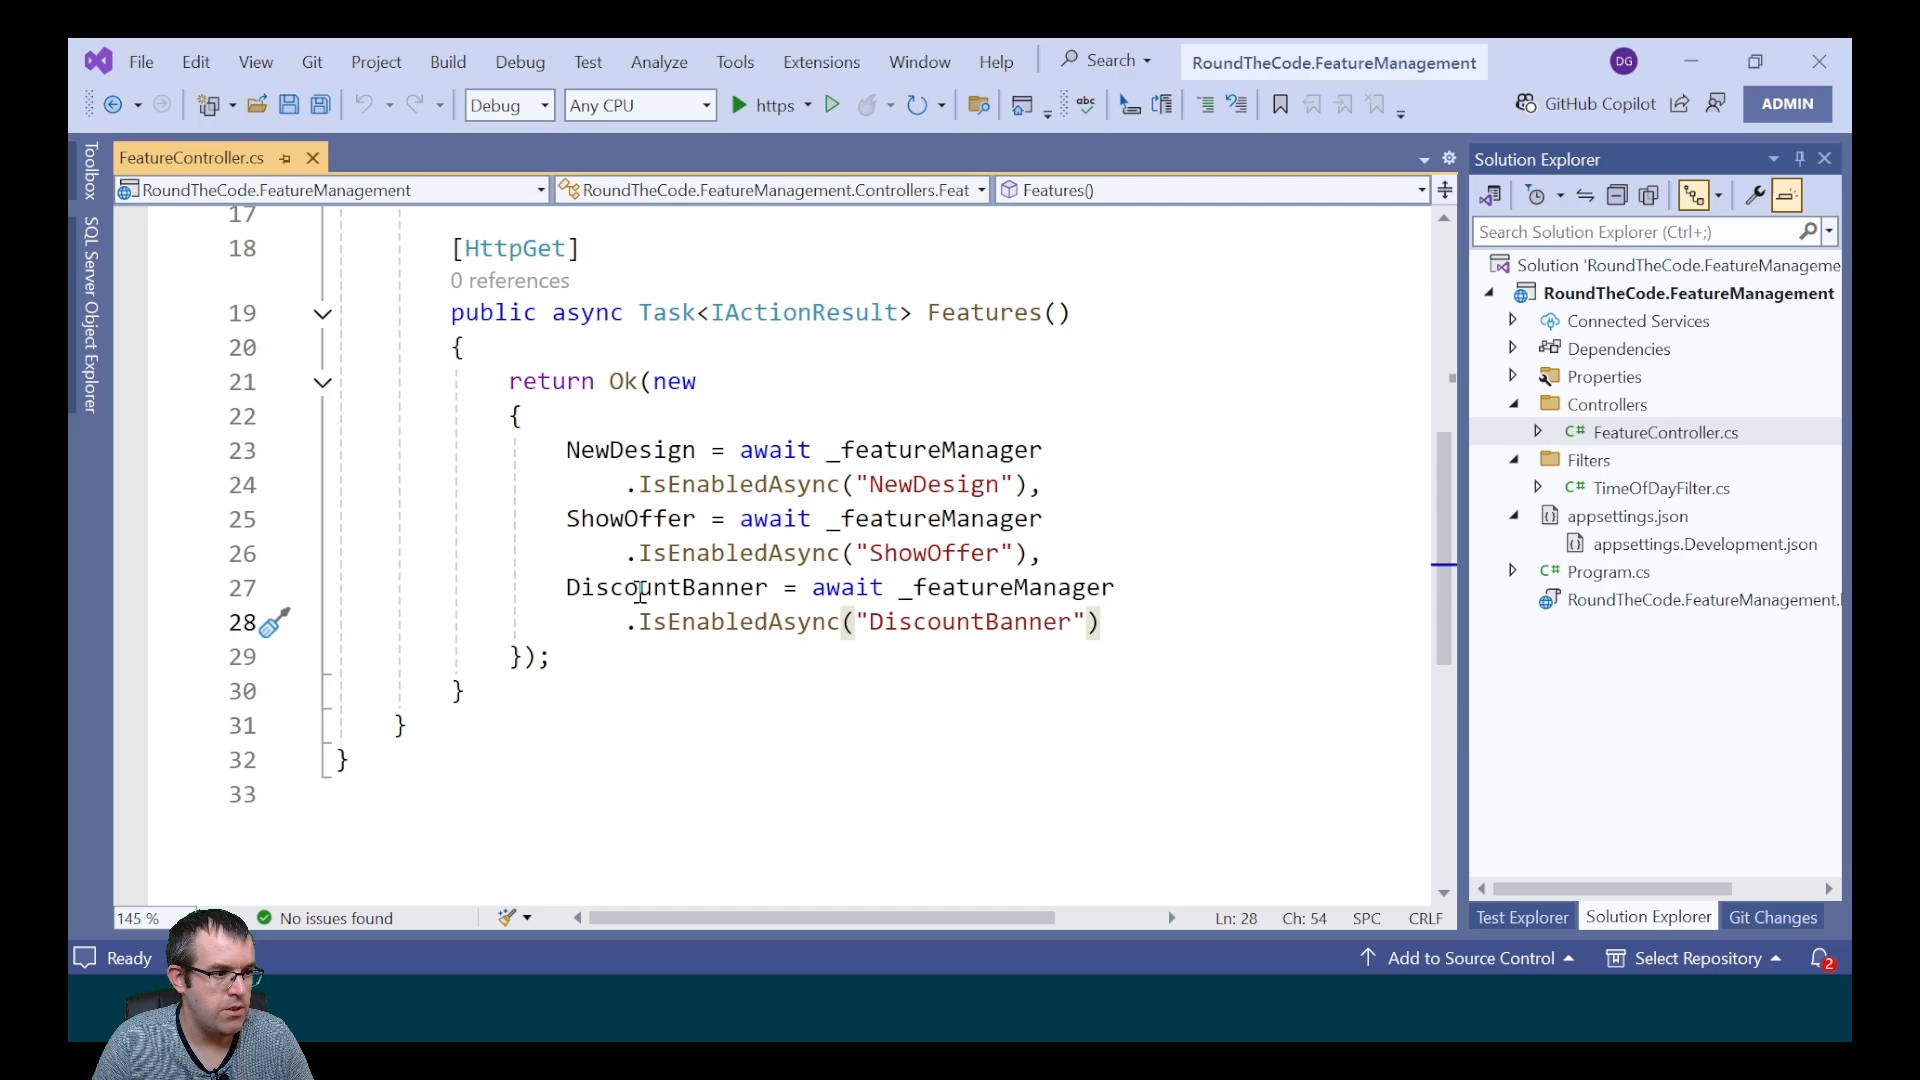 File Edit View Git Project Build Debug Test Analyze Tools Extensions Window Help Search RoundTheCode.FeatureManagement DG
Debug Any CPU https abc GitHub Copilot ADMIN
Toolbox
SQL Server Object Explorer
FeatureController.cs
RoundTheCode.FeatureManagement RoundTheCode.FeatureManagement.Controllers.Feat Features()
17
18 [HttpGet]
0 references
19 public async Task<IActionResult> Features()
20 {
21 return Ok(new
22 {
23 NewDesign = await _featureManager
24 .IsEnabledAsync("NewDesign"),
25 ShowOffer = await _featureManager
26 .IsEnabledAsync("ShowOffer"),
27 DiscountBanner = await _featureManager
28 .IsEnabledAsync("DiscountBanner")
29 });
30 }
31 }
32 }
33
145 % No issues found Ln: 28 Ch: 54 SPC CRLF
Solution Explorer
Search Solution Explorer (Ctrl+;)
Solution 'RoundTheCode.FeatureManageme
RoundTheCode.FeatureManagement
Connected Services
Dependencies
Properties
Controllers
C# FeatureController.cs
Filters
C# TimeOfDayFilter.cs
appsettings.json
appsettings.Development.json
C# Program.cs
RoundTheCode.FeatureManagement.
Test Explorer Solution Explorer Git Changes
Ready Add to Source Control Select Repository 2